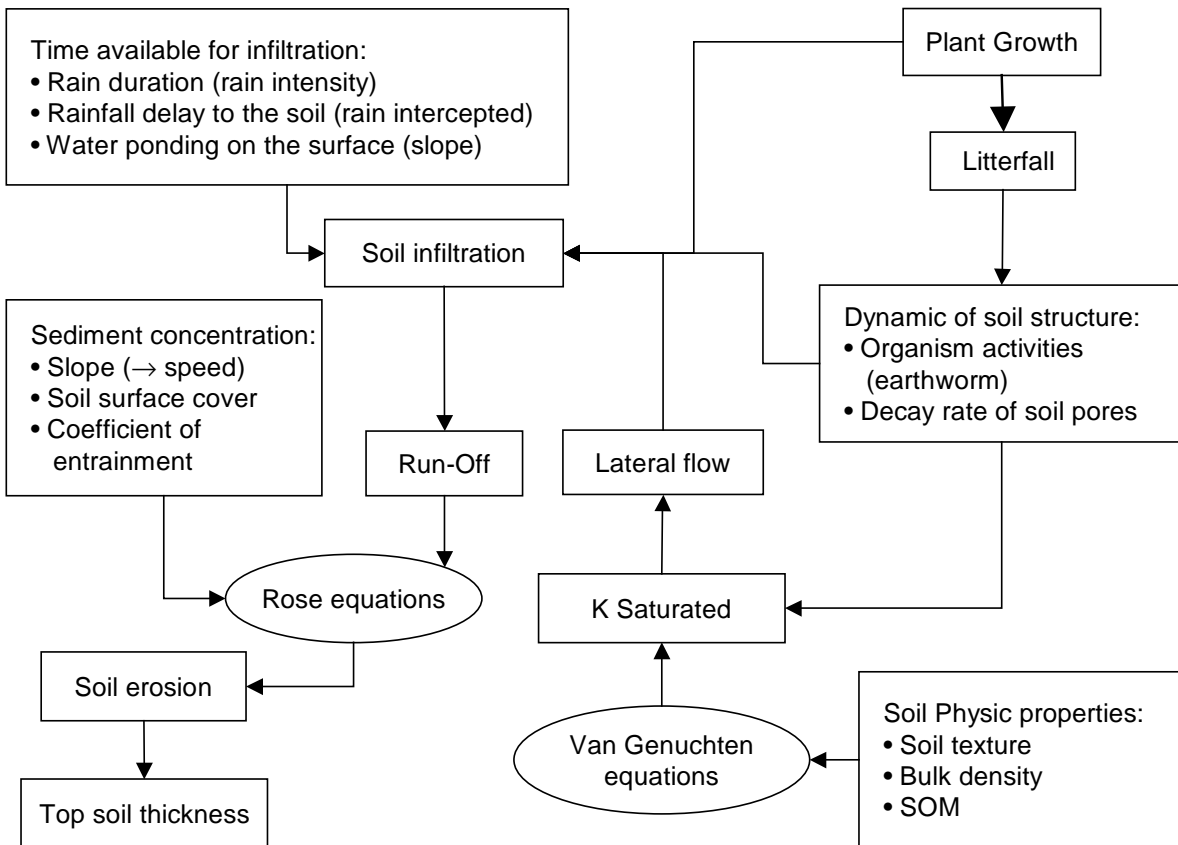 Time available for infiltration:
• Rain duration (rain intensity)
• Rainfall delay to the soil (rain intercepted)
• Water ponding on the surface (slope)
Plant Growth
Litterfall
Soil infiltration
Sediment concentration:
• Slope (→ speed)
• Soil surface cover
• Coefficient of
entrainment
Dynamic of soil structure:
• Organism activities
(earthworm)
• Decay rate of soil pores
Run-Off
Lateral flow
Rose equations
K Saturated
Soil erosion
Van Genuchten
equations
Soil Physic properties:
• Soil texture
• Bulk density
• SOM
Top soil thickness